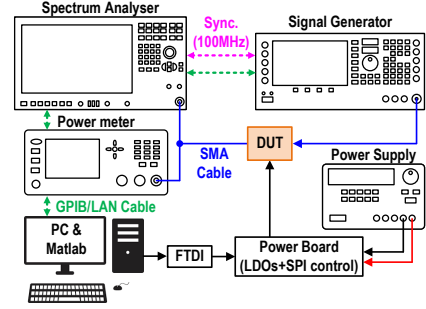 Spectrum Analyser
Sync.
(100MHz)
Signal Generator
Power meter
SMA
Cable
DUT
Power Supply
GPIB/LAN Cable
PC &
Matlab
FTDI
Power Board
(LDOs+SPI control)